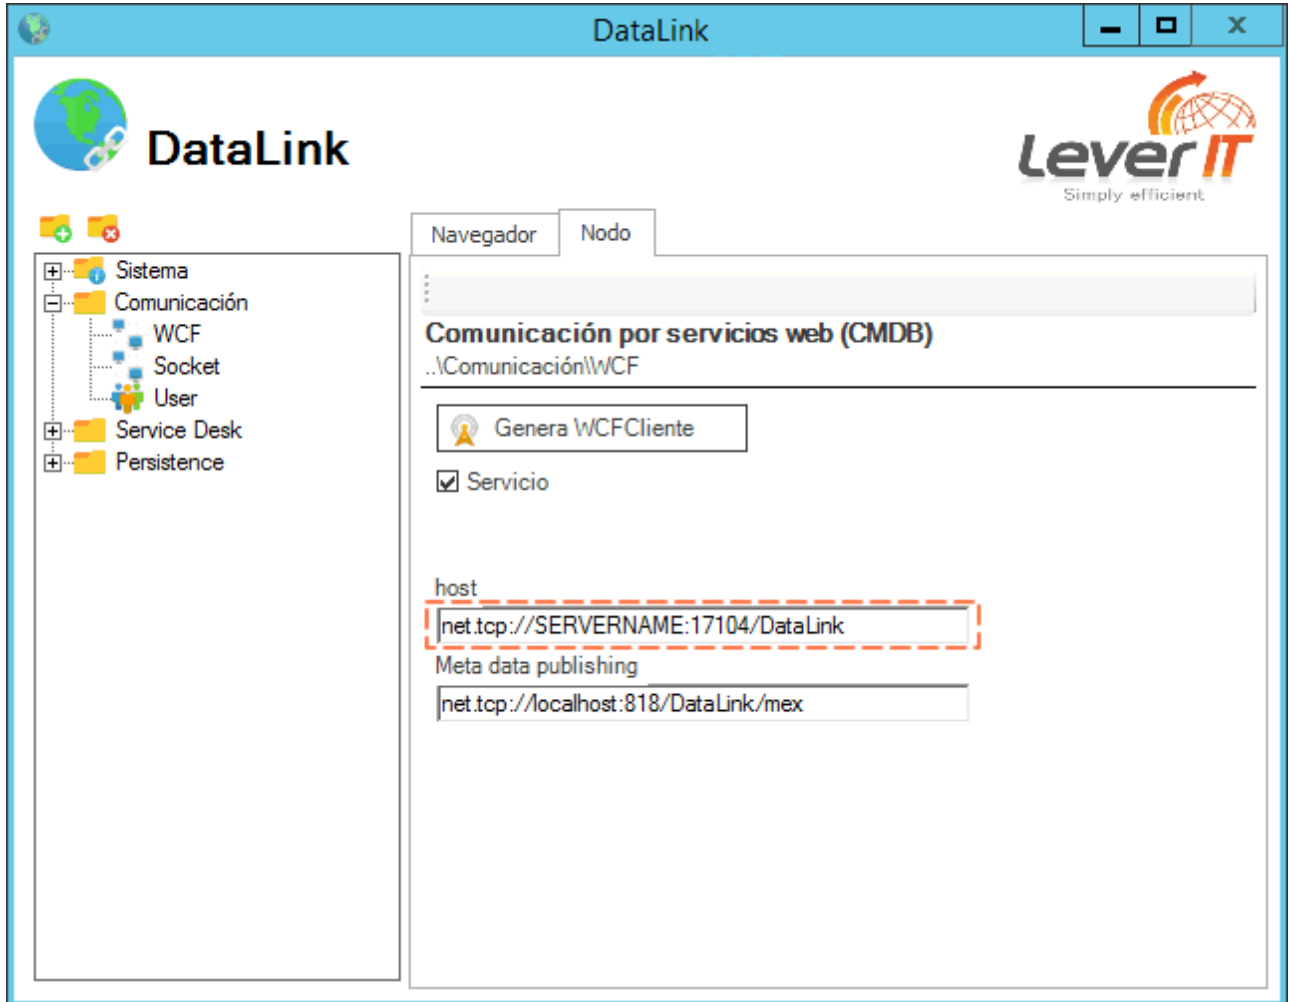 DataLink
DataLink
Lever IT
Simply efficient
Navegador
Nodo
Sistema
Comunicación
WCF
Socket
User
Service Desk
Persistence
Comunicación por servicios web (CMDB)
..\Comunicación\WCF
Genera WCFCliente
Servicio
host
net.tcp://SERVERNAME:17104/DataLink
Meta data publishing
net.tcp://localhost:818/DataLink/mex